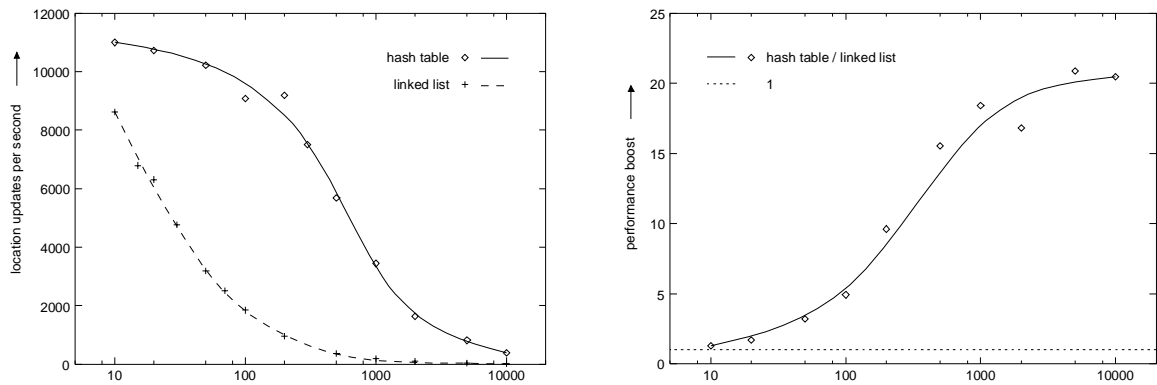 12000
10000
8000
6000
4000
2000
0
location updates per second
hash table
linked list
10 100 1000 10000
25
20
15
10
5
0
performance boost
hash table / linked list
1
10 100 1000 10000